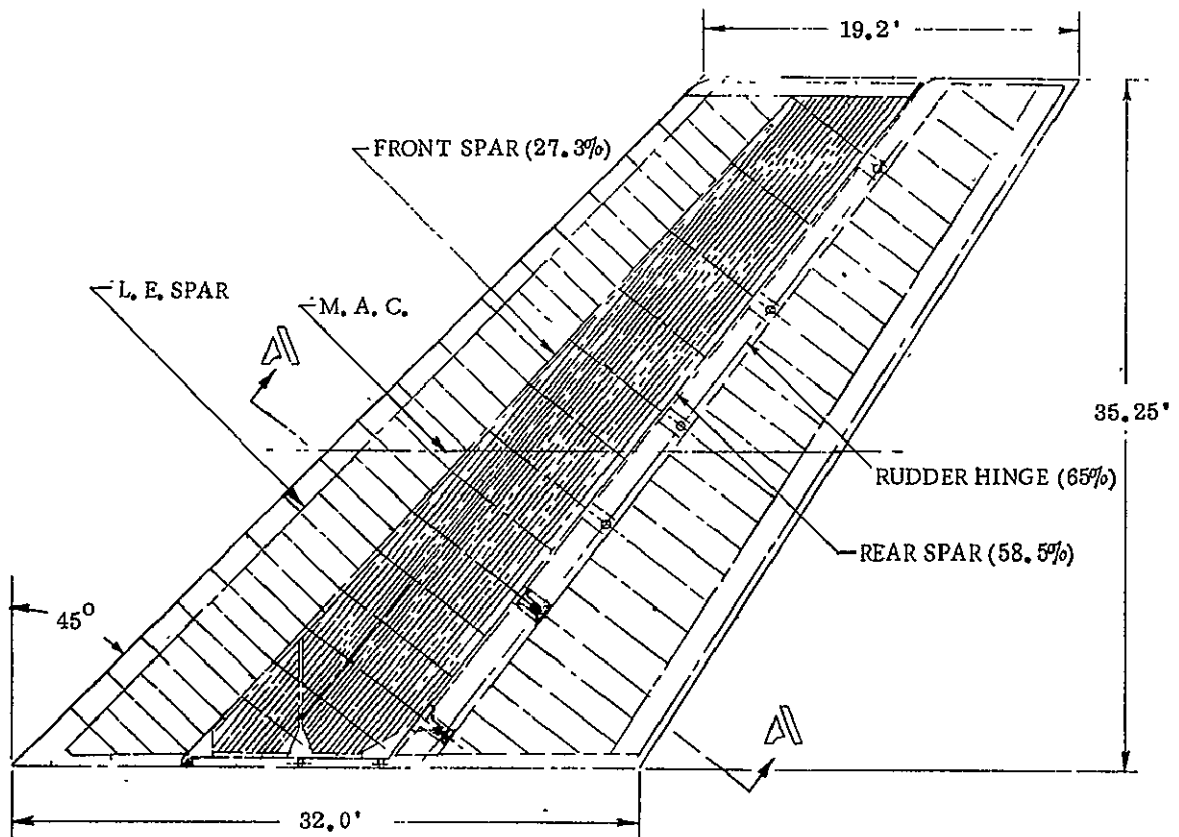 19.2'
FRONT SPAR (27.3%)
L. E. SPAR
M. A. C.
A
35.25'
RUDDER HINGE (65%)
REAR SPAR (58.5%)
45°
A
32.0'